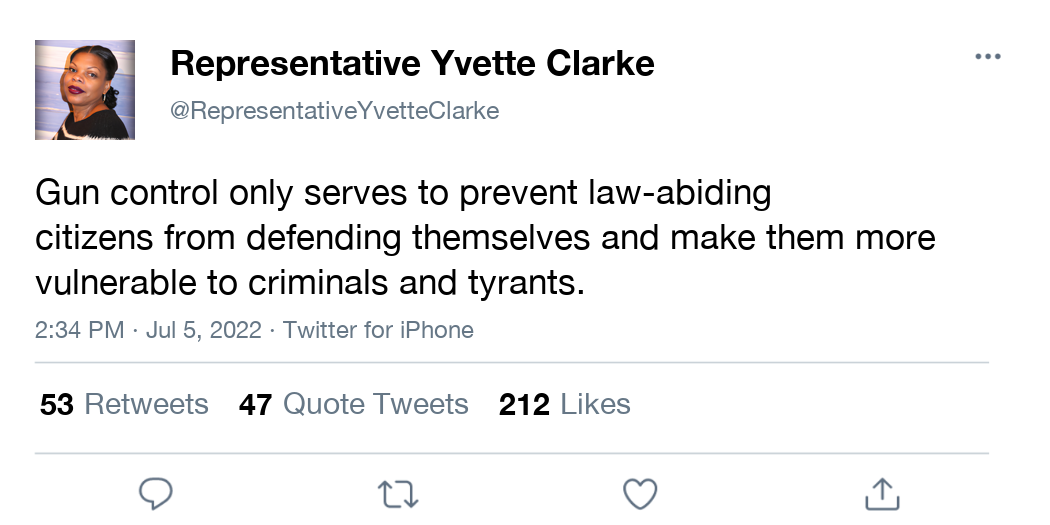 Representative Yvette Clarke
@RepresentativeYvetteClarke
Gun control only serves to prevent law-abiding
citizens from defending themselves and make them more
vulnerable to criminals and tyrants.
2:34 PM · Jul 5, 2022 · Twitter for iPhone
53 Retweets 47 Quote Tweets 212 Likes